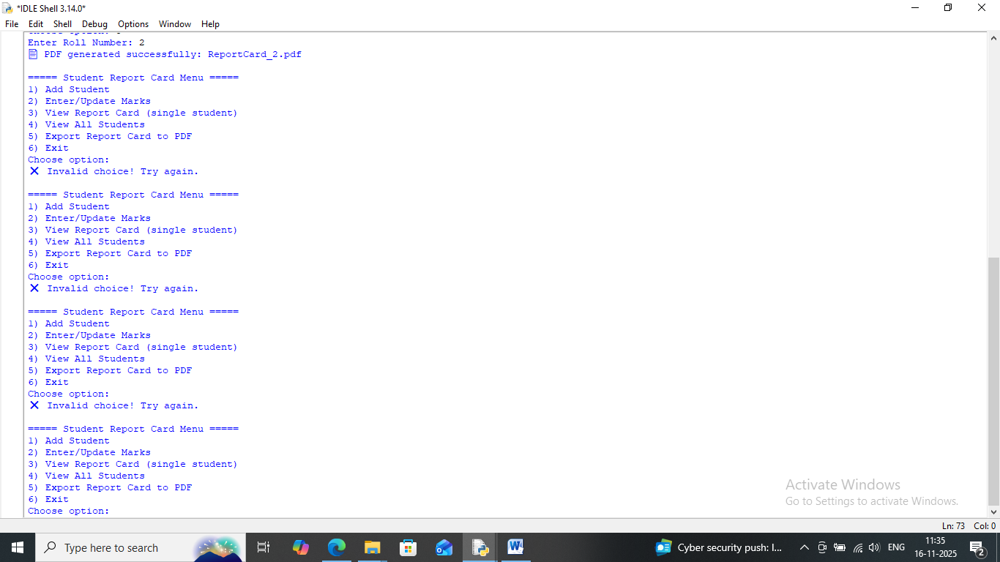 *IDLE Shell 3.14.0*
File Edit Shell Debug Options Window Help
Enter Roll Number: 2
PDF generated successfully: ReportCard_2.pdf
===== Student Report Card Menu =====
1) Add Student
2) Enter/Update Marks
3) View Report Card (single student)
4) View All Students
5) Export Report Card to PDF
6) Exit
Choose option:
❌ Invalid choice! Try again.
===== Student Report Card Menu =====
1) Add Student
2) Enter/Update Marks
3) View Report Card (single student)
4) View All Students
5) Export Report Card to PDF
6) Exit
Choose option:
❌ Invalid choice! Try again.
===== Student Report Card Menu =====
1) Add Student
2) Enter/Update Marks
3) View Report Card (single student)
4) View All Students
5) Export Report Card to PDF
6) Exit
Choose option:
❌ Invalid choice! Try again.
===== Student Report Card Menu =====
1) Add Student
2) Enter/Update Marks
3) View Report Card (single student)
4) View All Students
5) Export Report Card to PDF
6) Exit
Choose option:
Activate Windows
Go to Settings to activate Windows.
Ln: 73 Col: 0
Type here to search
Cyber security push: I...
ENG
11:35
16-11-2025
2